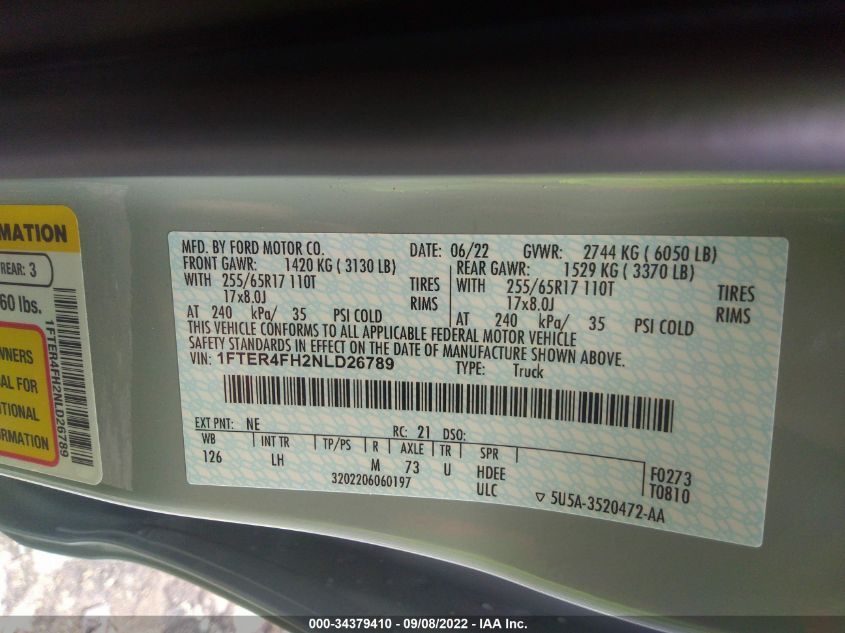 MATION
REAR: 3
60 lbs.
WNERS
AL FOR
ITIONAL
ORMATION
1FTER4FH2NLD26789
MFD. BY FORD MOTOR CO. DATE: 06/22 GVWR: 2744 KG ( 6050 LB)
FRONT GAWR: 1420 KG ( 3130 LB) REAR GAWR: 1529 KG ( 3370 LB)
WITH 255/65R17 110T TIRES WITH 255/65R17 110T TIRES
17x8.0J RIMS 17x8.0J RIMS
AT 240 kPa/ 35 PSI COLD AT 240 kPa/ 35 PSI COLD
THIS VEHICLE CONFORMS TO ALL APPLICABLE FEDERAL MOTOR VEHICLE
SAFETY STANDARDS IN EFFECT ON THE DATE OF MANUFACTURE SHOWN ABOVE.
VIN: 1FTER4FH2NLD26789 TYPE: Truck
EXT PNT: NE RC: 21 DSO:
WB INT TR TP/PS R AXLE TR SPR
126 LH M 73 U HDEE F0273
3202206060197 ULC T0810
▽ 5U5A-3520472-AA
000-34379410 - 09/08/2022 - IAA Inc.